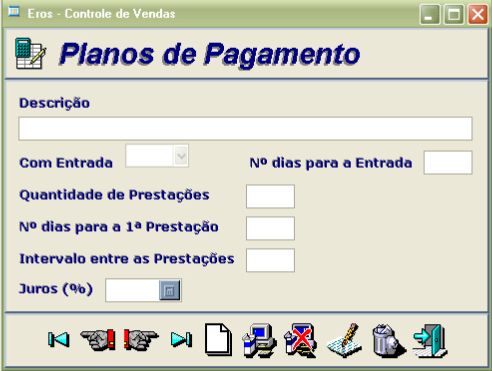 Eros - Controle de Vendas
Planos de Pagamento
Descrição
Com Entrada
Nº dias para a Entrada
Quantidade de Prestações
Nº dias para a 1ª Prestação
Intervalo entre as Prestações
Juros (%)